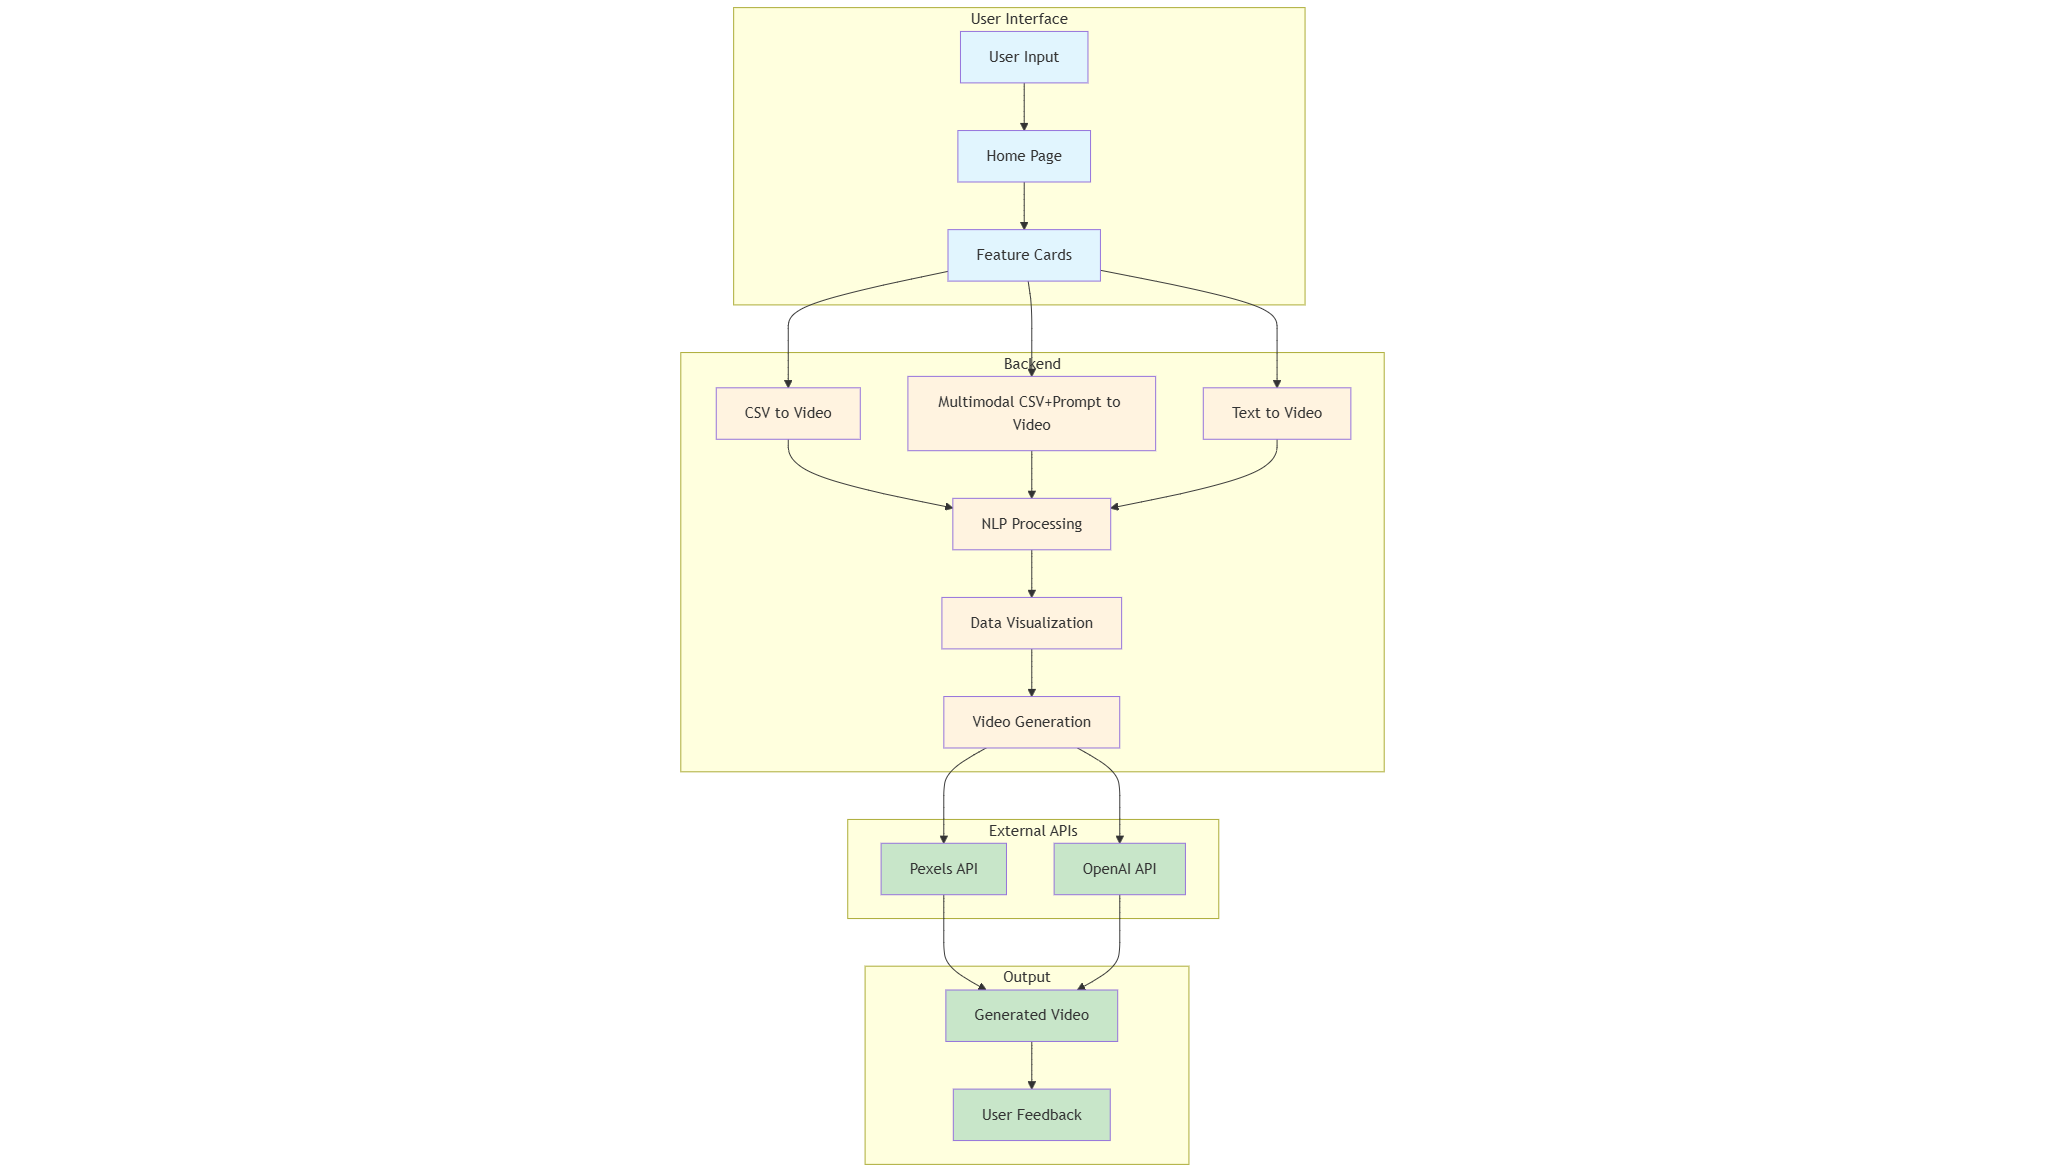 User Interface
User Input
Home Page
Feature Cards
Backend
CSV to Video
Multimodal CSV+Prompt to
Video
Text to Video
NLP Processing
Data Visualization
Video Generation
External APIs
Pexels API
OpenAI API
Output
Generated Video
User Feedback